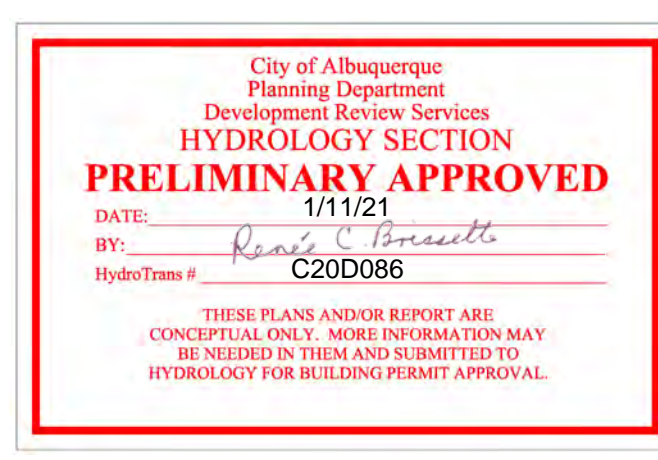 City of Albuquerque
Planning Department
Development Review Services
HYDROLOGY SECTION
PRELIMINARY APPROVED
DATE: 1/11/21
BY: Renée C. Brissette
HydroTrans # C20D086
THESE PLANS AND/OR REPORT ARE
CONCEPTUAL ONLY. MORE INFORMATION MAY
BE NEEDED IN THEM AND SUBMITTED TO
HYDROLOGY FOR BUILDING PERMIT APPROVAL.